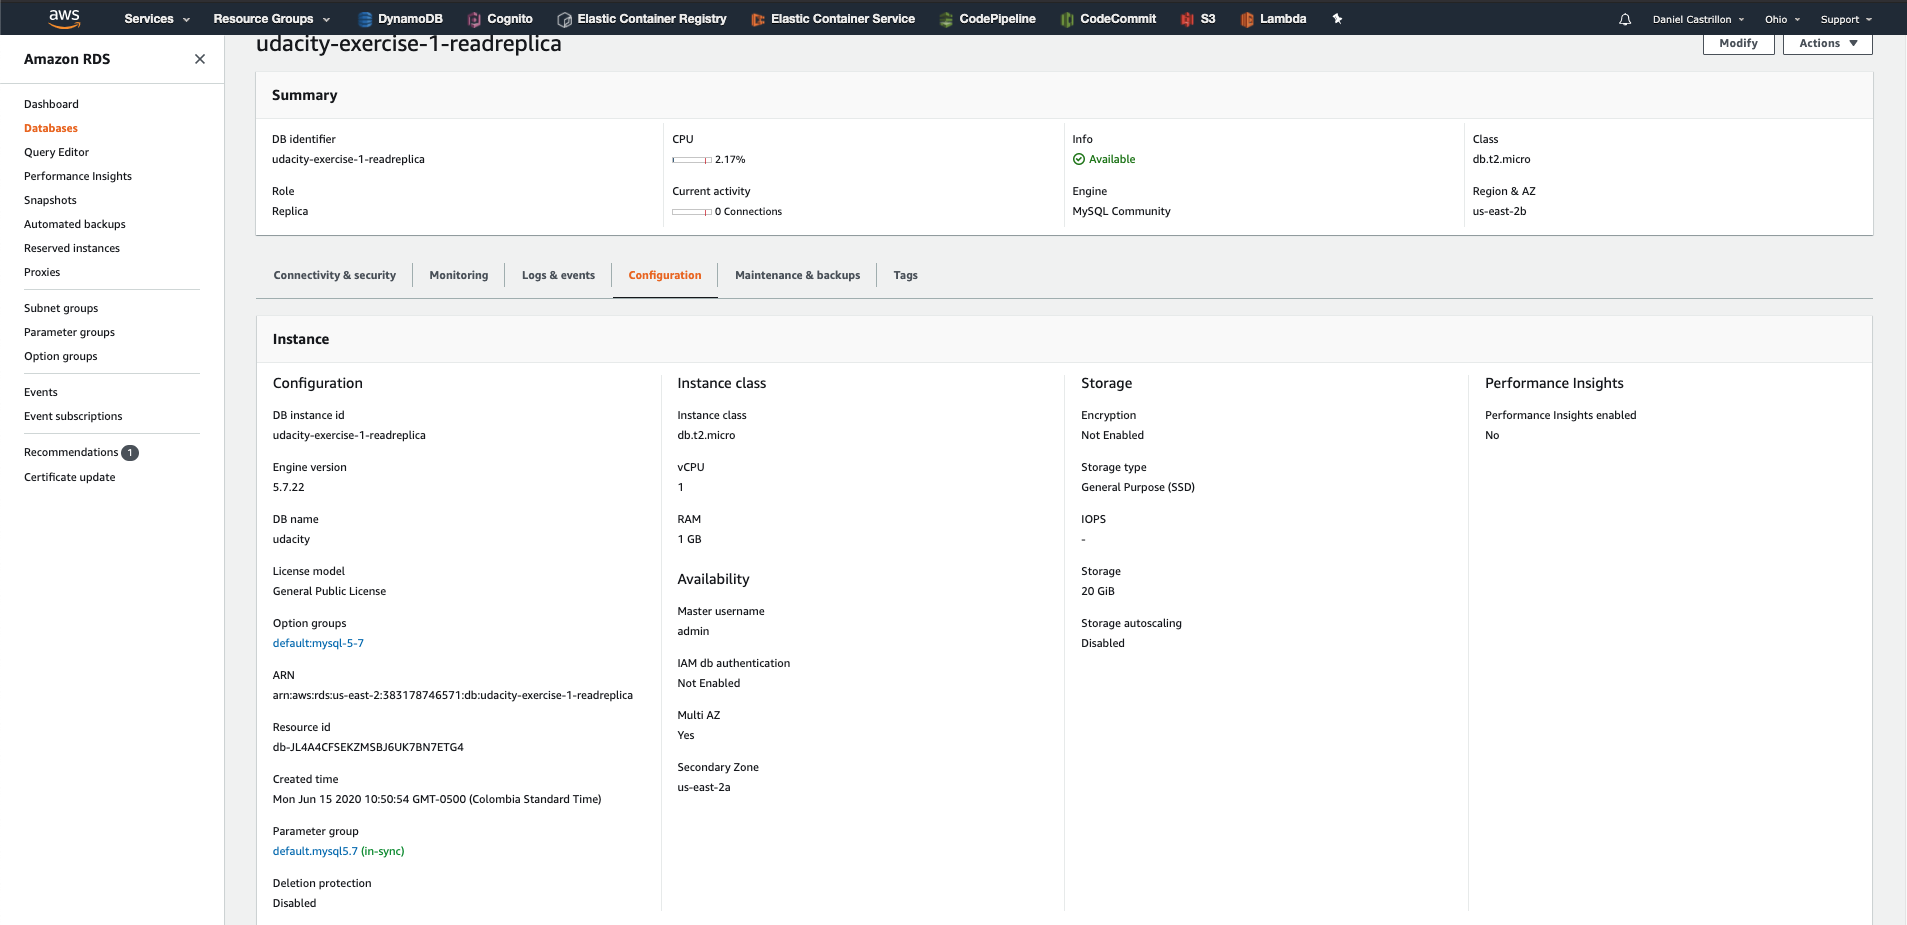 aws
Services
Resource Groups
DynamoDB
Cognito
Elastic Container Registry
Elastic Container Service
CodePipeline
CodeCommit
S3
Lambda
Daniel Castrillon
Ohio
Support
Amazon RDS
Dashboard
Databases
Query Editor
Performance Insights
Snapshots
Automated backups
Reserved instances
Proxies
Subnet groups
Parameter groups
Option groups
Events
Event subscriptions
Recommendations 1
Certificate update
udacity-exercise-1-readreplica
Modify
Actions
Summary
DB identifier
udacity-exercise-1-readreplica
Role
Replica
CPU
2.17%
Current activity
0 Connections
Info
Available
Engine
MySQL Community
Class
db.t2.micro
Region & AZ
us-east-2b
Connectivity & security
Monitoring
Logs & events
Configuration
Maintenance & backups
Tags
Instance
Configuration
DB instance id
udacity-exercise-1-readreplica
Engine version
5.7.22
DB name
udacity
License model
General Public License
Option groups
default:mysql-5-7
ARN
arn:aws:rds:us-east-2:383178746571:db:udacity-exercise-1-readreplica
Resource id
db-JL4A4CFSEKZMSBJ6UK7BN7ETG4
Created time
Mon Jun 15 2020 10:50:54 GMT-0500 (Colombia Standard Time)
Parameter group
default.mysql5.7 (in-sync)
Deletion protection
Disabled
Instance class
Instance class
db.t2.micro
vCPU
1
RAM
1 GB
Availability
Master username
admin
IAM db authentication
Not Enabled
Multi AZ
Yes
Secondary Zone
us-east-2a
Storage
Encryption
Not Enabled
Storage type
General Purpose (SSD)
IOPS
-
Storage
20 GiB
Storage autoscaling
Disabled
Performance Insights
Performance Insights enabled
No